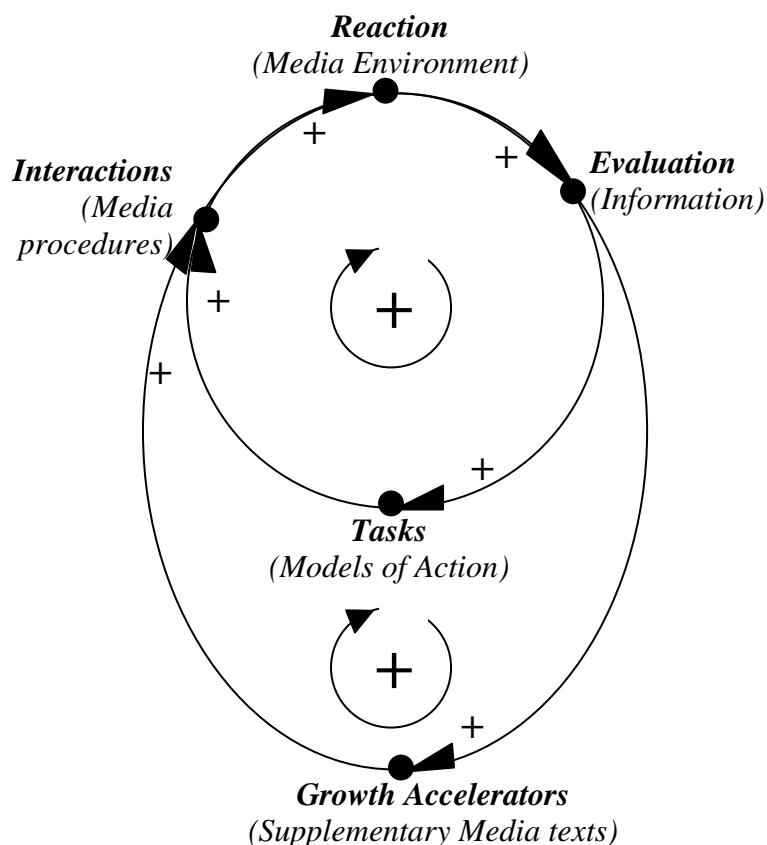 Reaction
(Media Environment)
+
+
Evaluation
(Information)
Interactions
(Media
procedures)
+
+
+
+
Tasks
(Models of Action)
+
+
Growth Accelerators
(Supplementary Media texts)